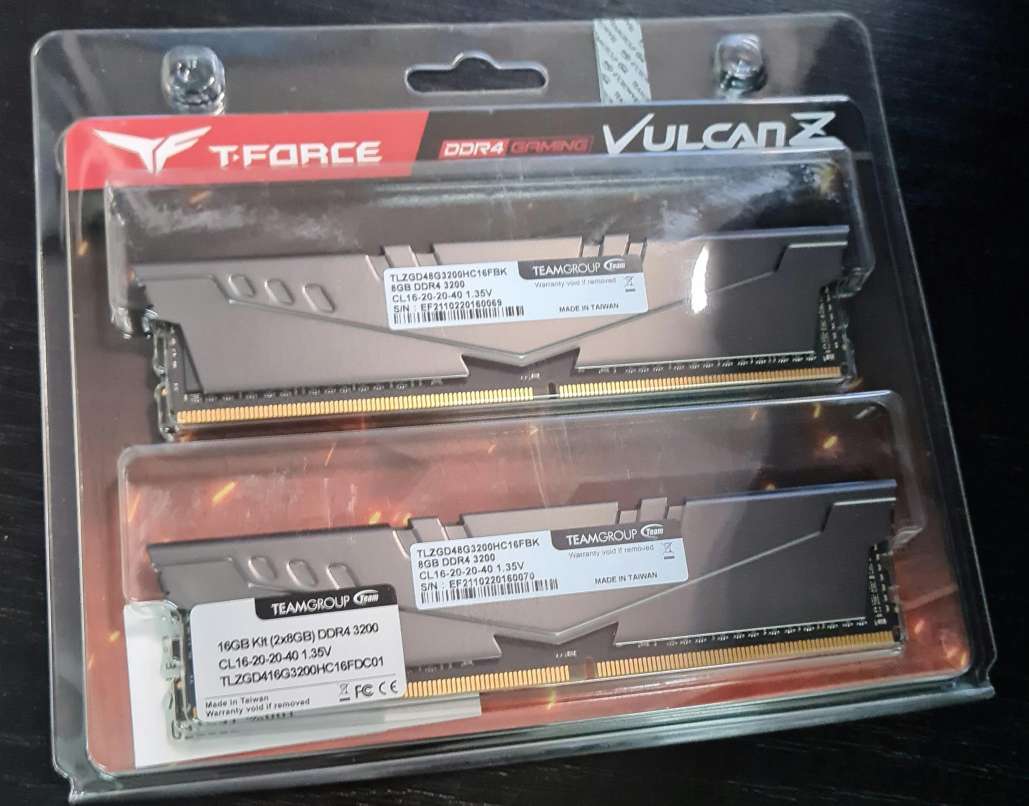 T-FORCE
DDR4 GAMING
VULCAN Z
TLZGD48G3200HC16FBK
8GB DDR4 3200
CL16-20-20-40 1.35V
S/N : EF2110220160069
TEAMGROUP Team
Warranty void if removed
MADE IN TAIWAN
TLZGD48G3200HC16FBK
8GB DDR4 3200
CL16-20-20-40 1.35V
S/N : EF2110220160070
TEAMGROUP Team
Warranty void if removed
MADE IN TAIWAN
TEAMGROUP Team
16GB Kit (2x8GB) DDR4 3200
CL16-20-20-40 1.35V
TLZGD416G3200HC16FDC01
Made in Taiwan
Warranty void if removed
FC CE